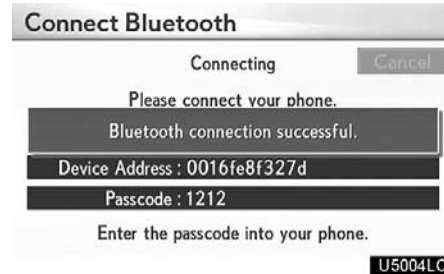 Connect Bluetooth
Connecting
Cancel
Please connect your phone.
Bluetooth connection successful.
Device Address : 0016fe8f327d
Passcode : 1212
Enter the passcode into your phone.
U5004LC